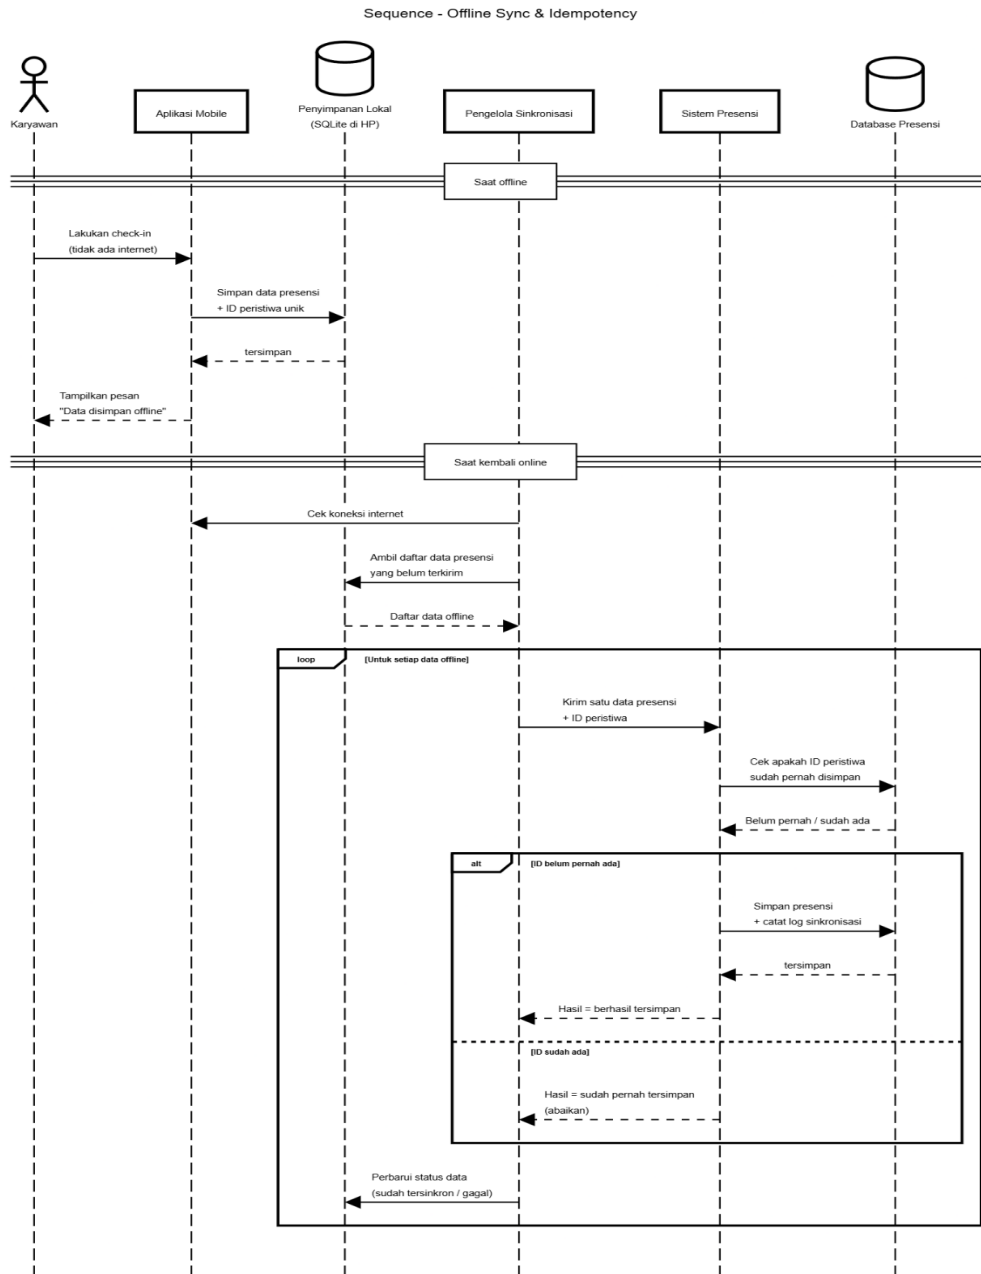 Sequence - Offline Sync & Idempotency
Karyawan
Aplikasi Mobile
Penyimpanan Lokal
(SQLite di HP)
Pengelola Sinkronisasi
Sistem Presensi
Database Presensi
Saat offline
Lakukan check-in
(tidak ada internet)
Simpan data presensi
+ ID peristiwa unik
tersimpan
Tampilkan pesan
"Data disimpan offline"
Saat kembali online
Cek koneksi internet
Ambil daftar data presensi
yang belum terkirim
Daftar data offline
loop
[Untuk setiap data offline]
Kirim satu data presensi
+ ID peristiwa
Cek apakah ID peristiwa
sudah pernah disimpan
Belum pernah / sudah ada
alt
[ID belum pernah ada]
Simpan presensi
+ catat log sinkronisasi
tersimpan
Hasil = berhasil tersimpan
[ID sudah ada]
Hasil = sudah pernah tersimpan
(abaikan)
Perbarui status data
(sudah tersinkron / gagal)